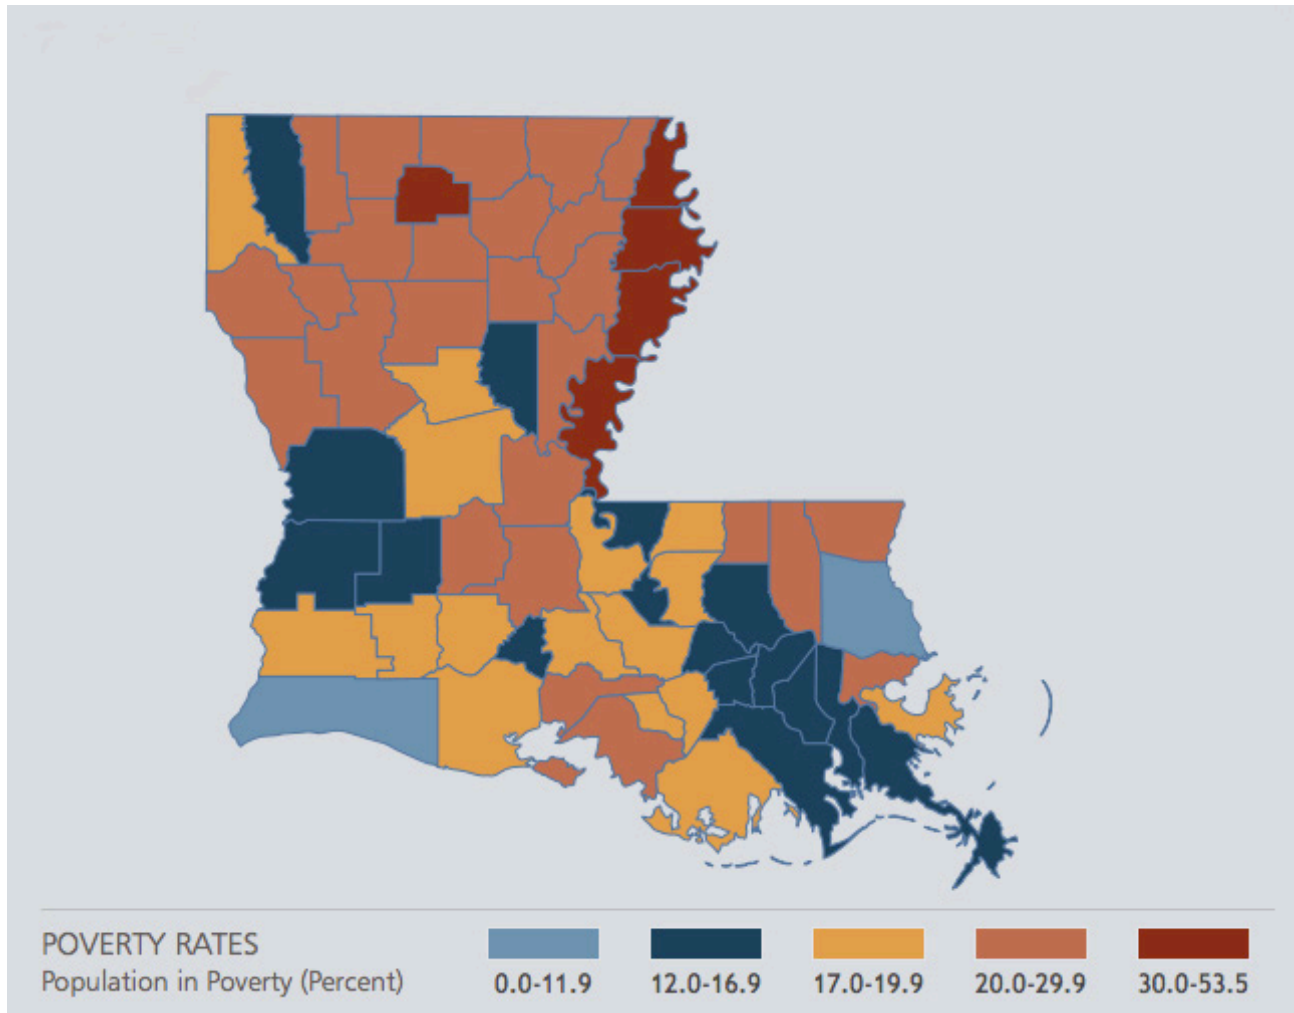 POVERTY RATES
Population in Poverty (Percent)
0.0-11.9
12.0-16.9
17.0-19.9
20.0-29.9
30.0-53.5